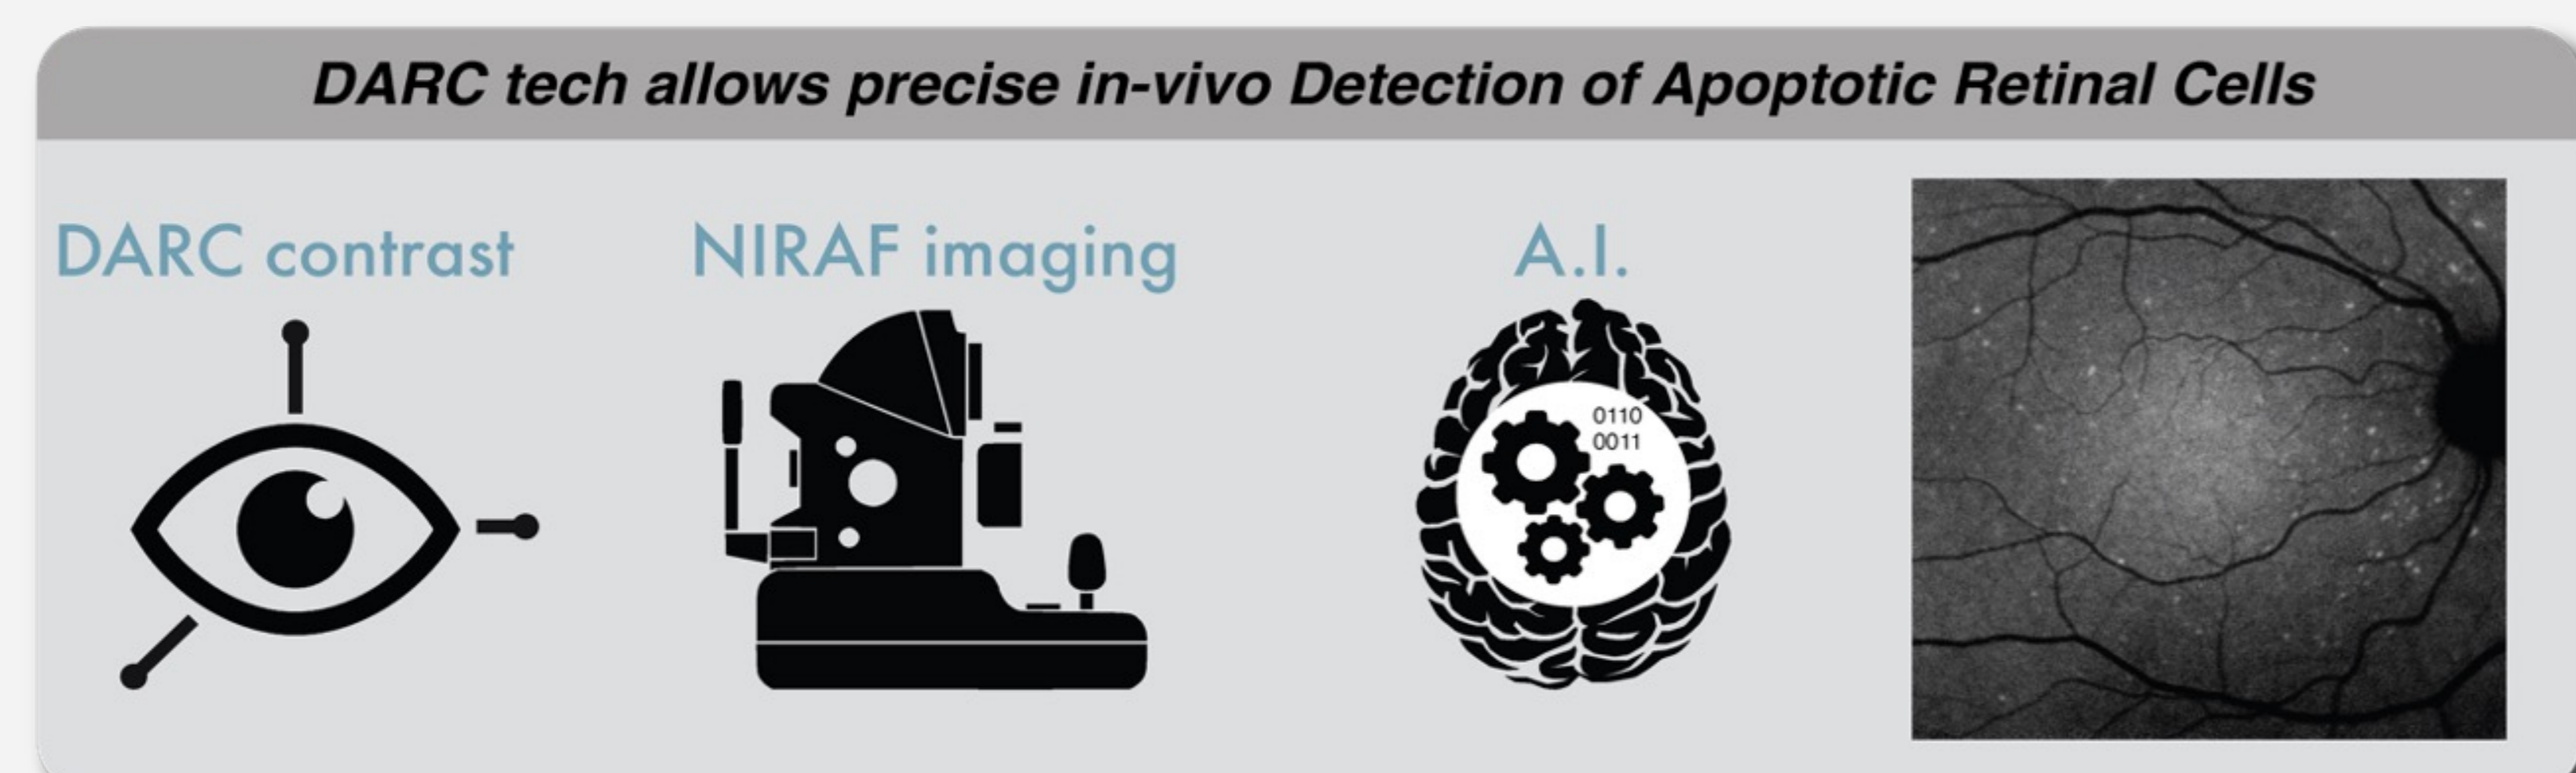 DARC tech allows precise in-vivo Detection of Apoptotic Retinal Cells
DARC contrast
NIRAF imaging
A.I.
0110
0011